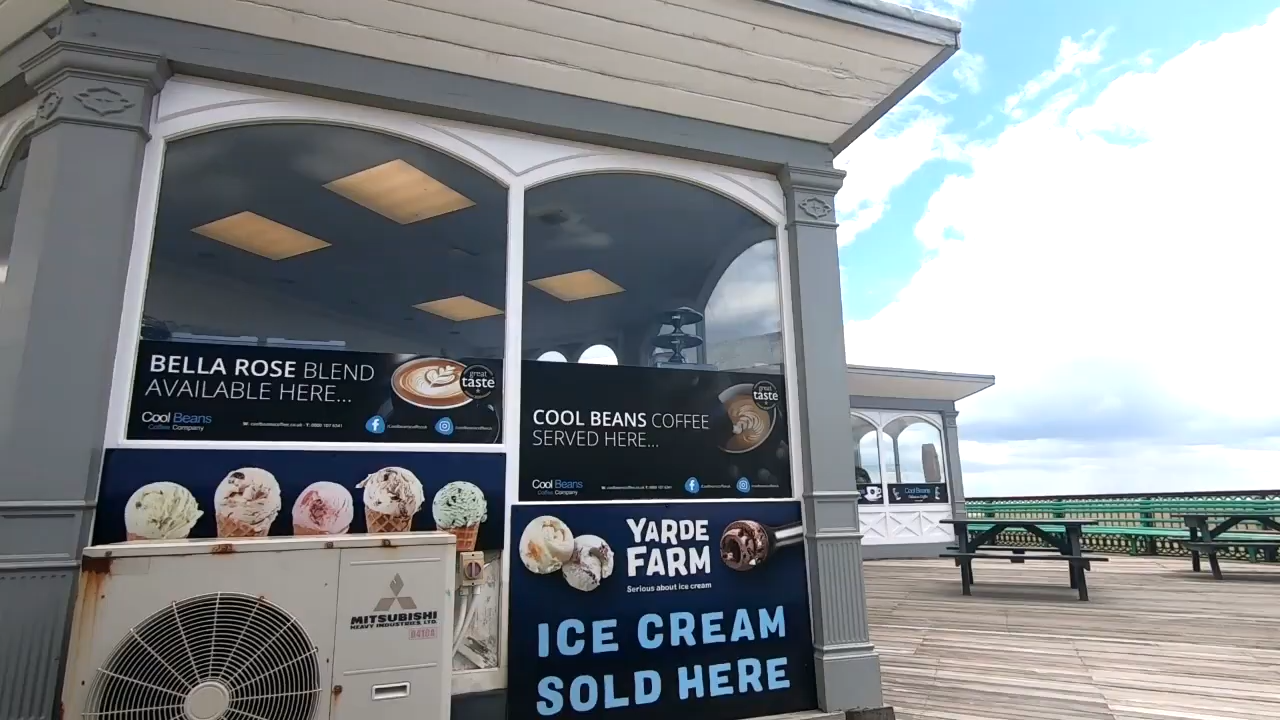 BELLA ROSE BLEND
AVAILABLE HERE...
great
taste
Cool Beans
Coffee Company
COOL BEANS COFFEE
SERVED HERE...
great
taste
Cool Beans
Coffee Company
YARDE
FARM
Serious about ice cream
ICE CREAM
SOLD HERE
MITSUBISHI
HEAVY INDUSTRIES, LTD.
Cool Beans